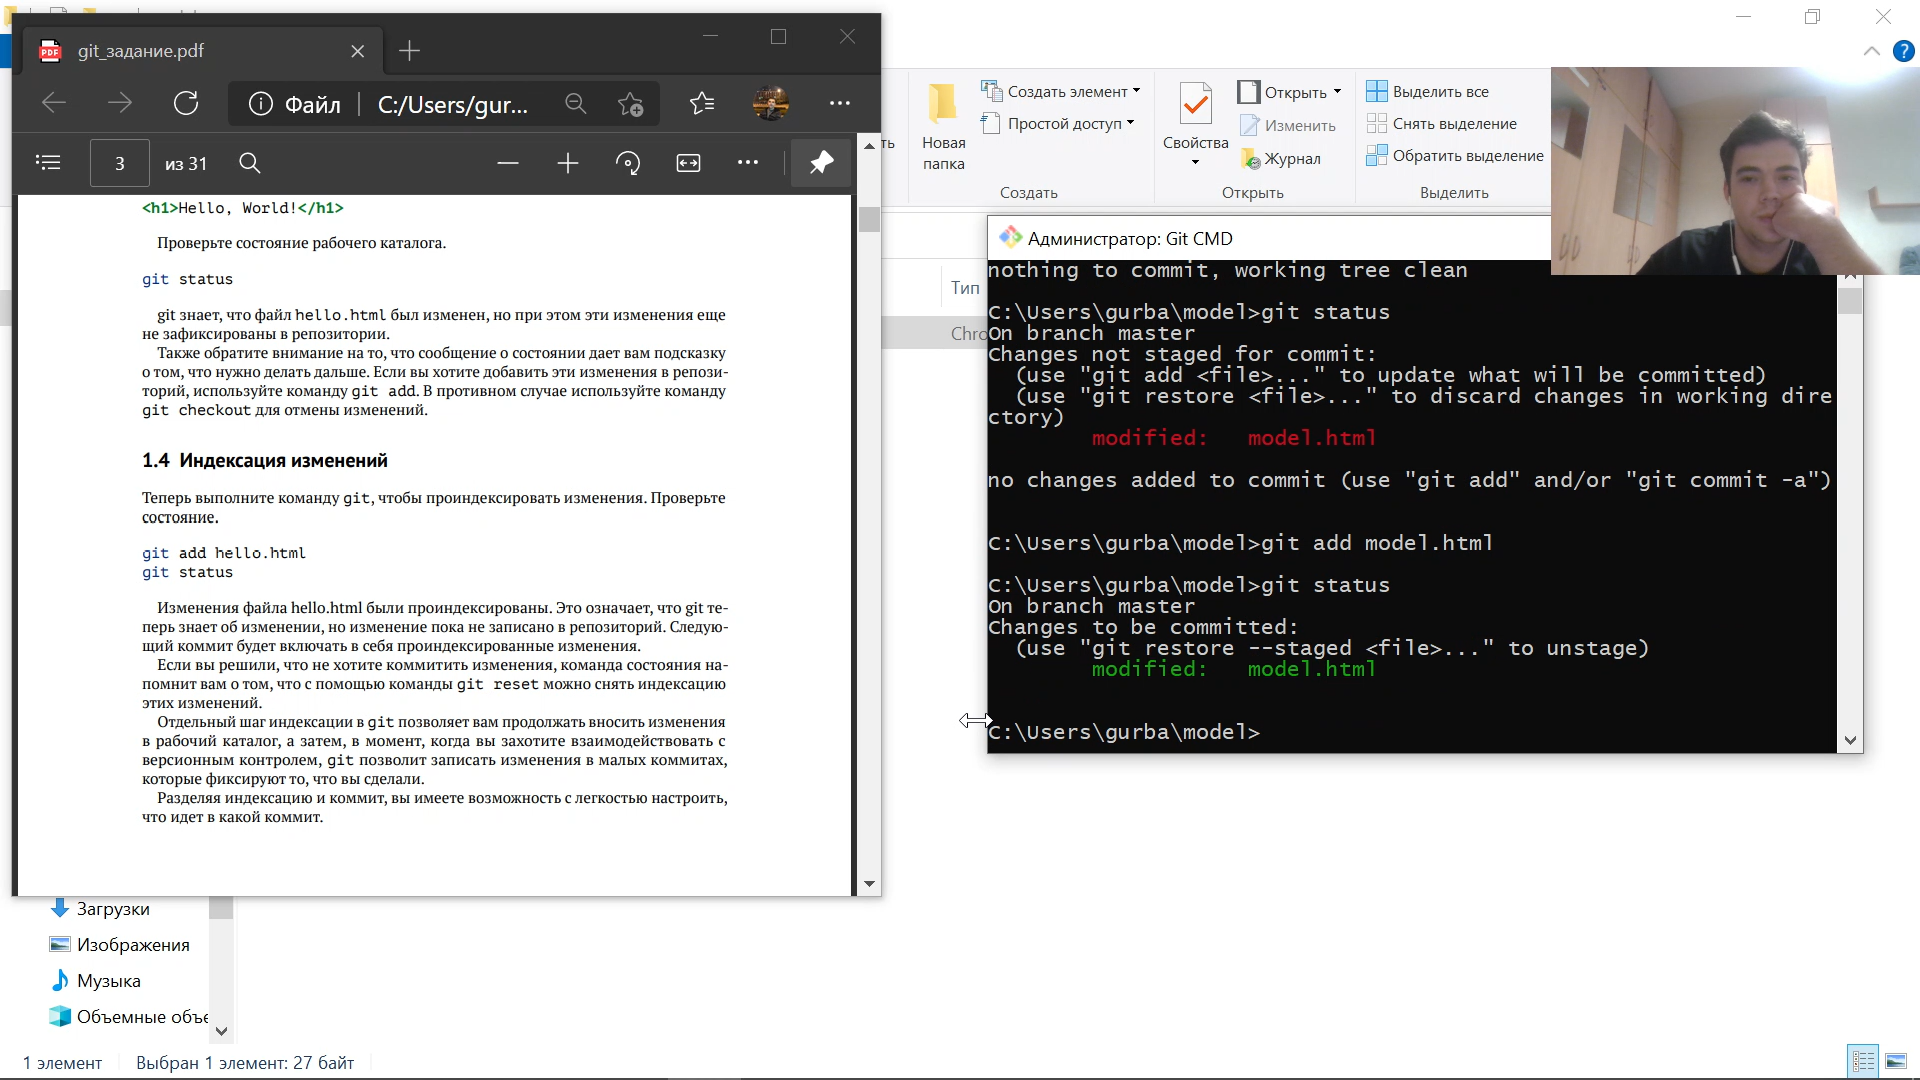 git_задание.pdf
Файл
C:/Users/gur...
3
из 31
<h1>Hello, World!</h1>
Проверьте состояние рабочего каталога.
git status
git знает, что файл hello.html был изменен, но при этом эти изменения еще
не зафиксированы в репозитории.
Также обратите внимание на то, что сообщение о состоянии дает вам подсказку
о том, что нужно делать дальше. Если вы хотите добавить эти изменения в репози-
торий, используйте команду git add. В противном случае используйте команду
git checkout для отмены изменений.
1.4 Индексация изменений
Теперь выполните команду git, чтобы проиндексировать изменения. Проверьте
состояние.
git add hello.html
git status
Изменения файла hello.html были проиндексированы. Это означает, что git те-
перь знает об изменении, но изменение пока не записано в репозиторий. Следую-
щий коммит будет включать в себя проиндексированные изменения.
Если вы решили, что не хотите коммитить изменения, команда состояния на-
помнит вам о том, что с помощью команды git reset можно снять индексацию
этих изменений.
Отдельный шаг индексации в git позволяет вам продолжать вносить изменения
в рабочий каталог, а затем, в момент, когда вы захотите взаимодействовать с
версионным контролем, git позволит записать изменения в малых коммитах,
которые фиксируют то, что вы сделали.
Разделяя индексацию и коммит, вы имеете возможность с легкостью настроить,
что идет в какой коммит.
Загрузки
Изображения
Музыка
Объемные объе
1 элемент
Выбран 1 элемент: 27 байт
ть
Новая
папка
Создать элемент
Простой доступ
Создать
Свойства
Открыть
Изменить
Журнал
Открыть
Выделить все
Снять выделение
Обратить выделение
Выделить
?
Тип
Chro
Администратор: Git CMD
nothing to commit, working tree clean
C:\Users\gurba\model>git status
On branch master
Changes not staged for commit:
(use "git add <file>..." to update what will be committed)
(use "git restore <file>..." to discard changes in working dire
ctory)
modified: model.html
no changes added to commit (use "git add" and/or "git commit -a")
C:\Users\gurba\model>git add model.html
C:\Users\gurba\model>git status
On branch master
Changes to be committed:
(use "git restore --staged <file>..." to unstage)
modified: model.html
C:\Users\gurba\model>